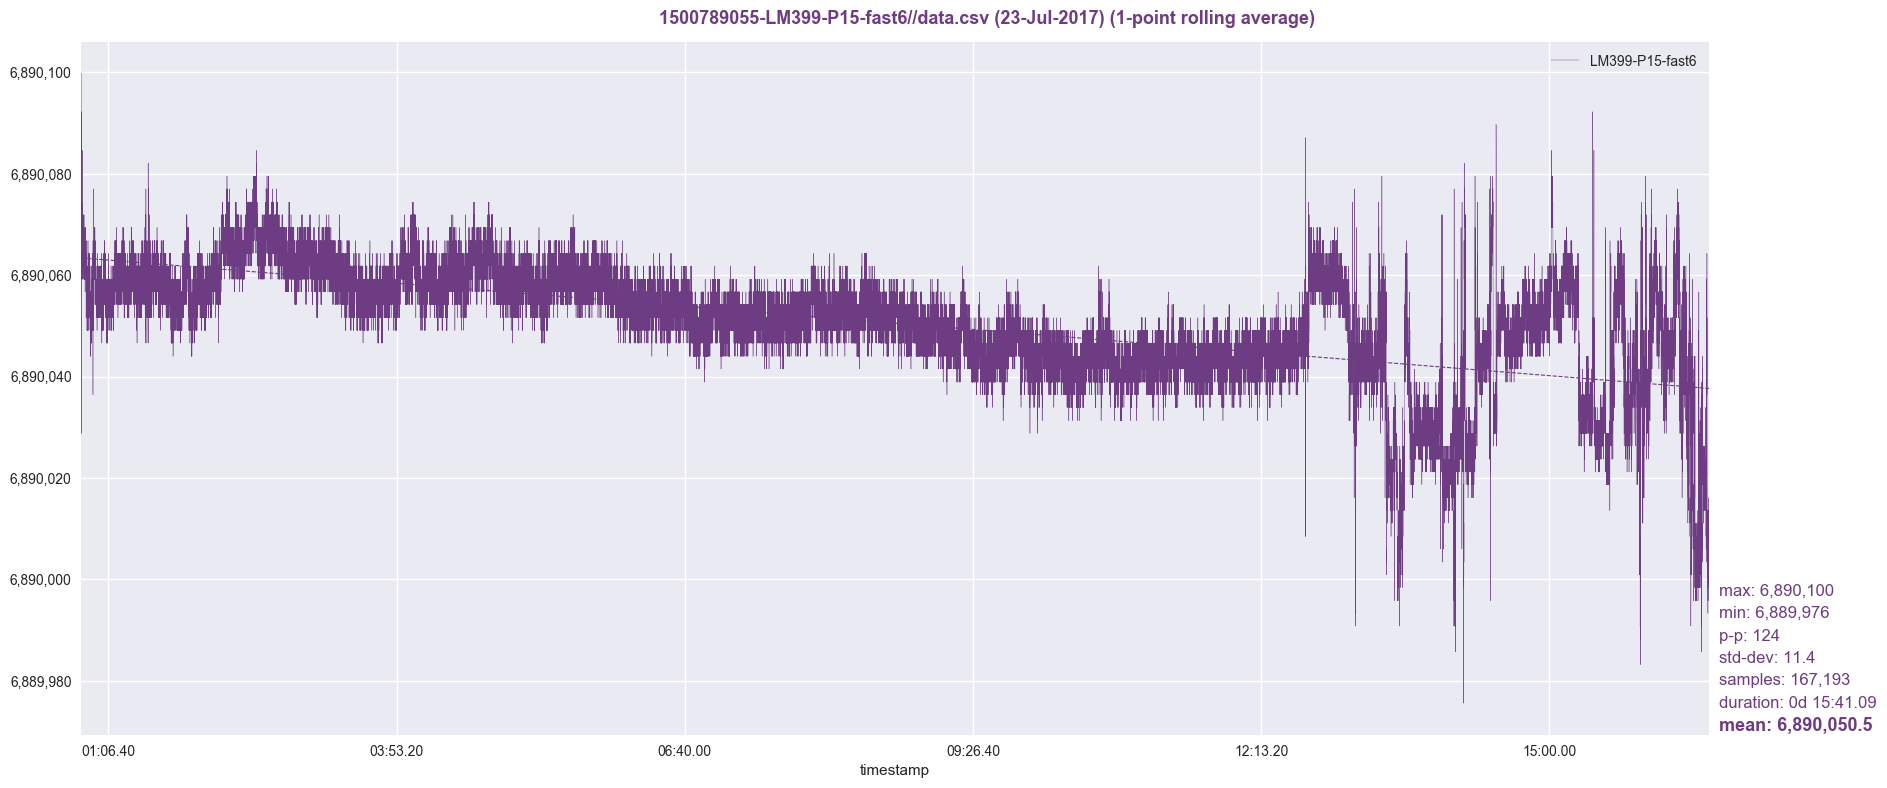 1500789055-LM399-P15-fast6//data.csv (23-Jul-2017) (1-point rolling average)
LM399-P15-fast6
6,890,100
6,890,080
6,890,060
6,890,040
6,890,020
6,890,000
6,889,980
max: 6,890,100
min: 6,889,976
p-p: 124
std-dev: 11.4
samples: 167,193
duration: 0d 15:41.09
mean: 6,890,050.5
01:06.40 03:53.20 06:40.00 09:26.40 12:13.20 15:00.00
timestamp